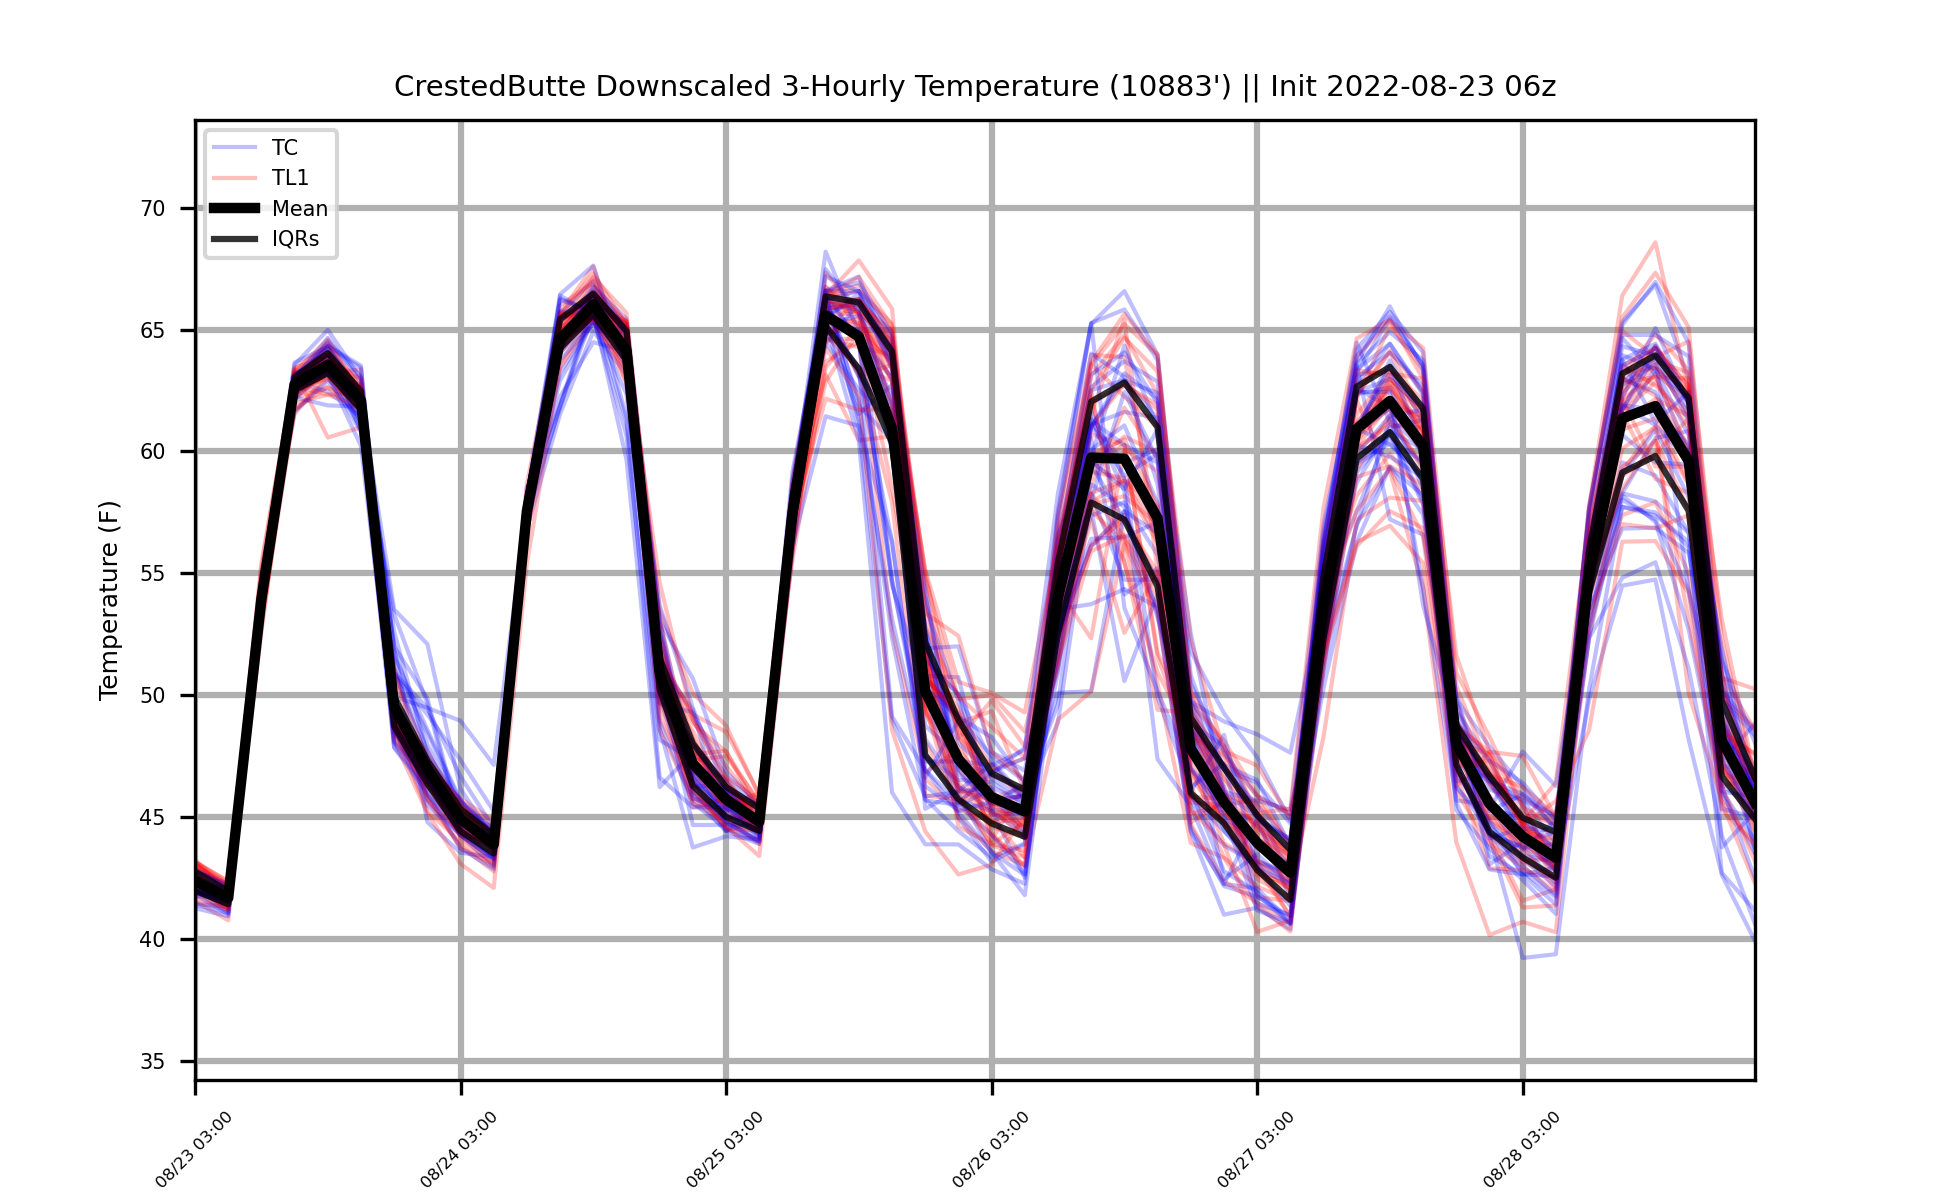 CrestedButte Downscaled 3-Hourly Temperature (10883') || Init 2022-08-23 06z
TC
TL1
Mean
IQRs
Temperature (F)
70
65
60
55
50
45
40
35
08/23 03:00
08/24 03:00
08/25 03:00
08/26 03:00
08/27 03:00
08/28 03:00